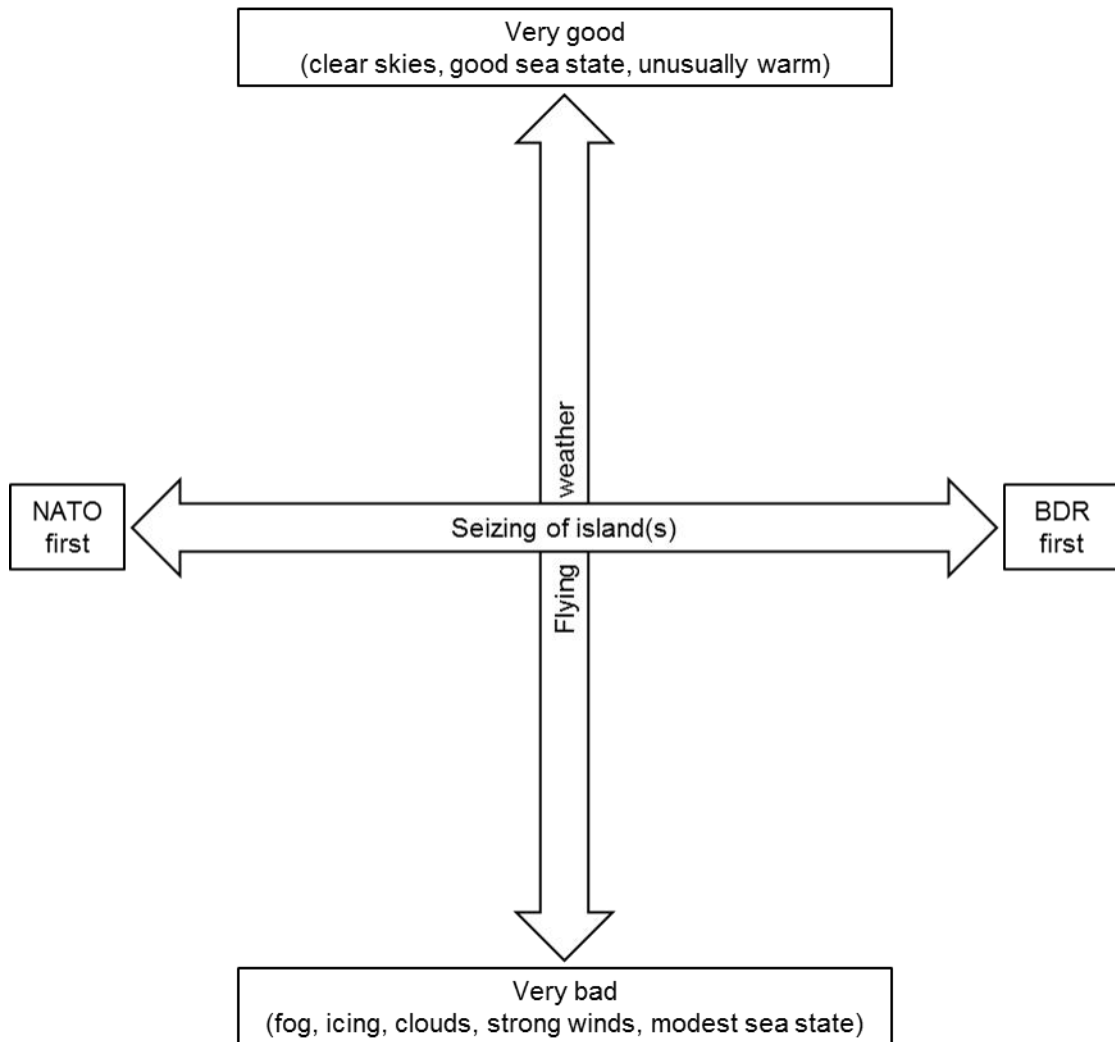 Very good
(clear skies, good sea state, unusually warm)
Flying weather
NATO
first
Seizing of island(s)
BDR
first
Very bad
(fog, icing, clouds, strong winds, modest sea state)